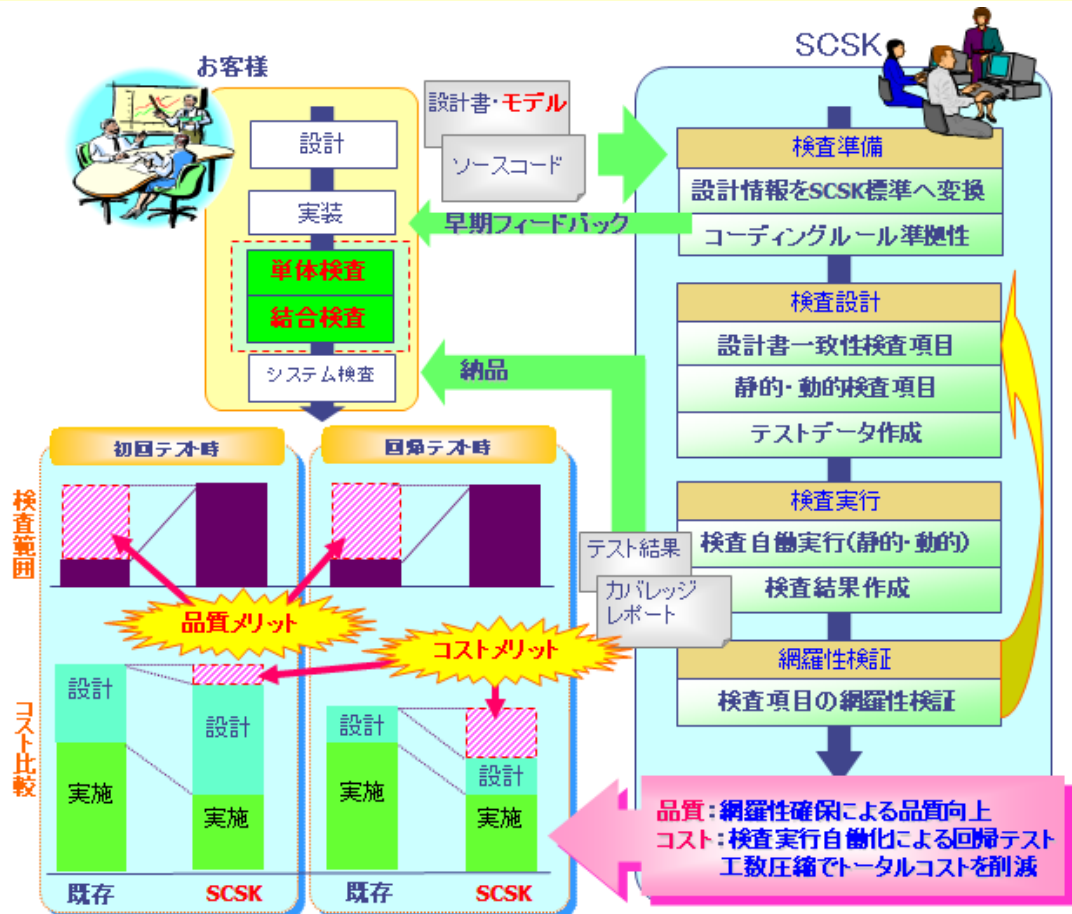 SCSK
お客様
設計
実装
単体検査
結合検査
システム検査
設計書・モデル
ソースコード
早期フィードバック
納品
検査準備
設計情報をSCSK標準へ変換
コーディングルール準拠性
検査設計
設計書一致性検査項目
静的・動的検査項目
テストデータ作成
検査実行
検査自働実行(静的・動的)
検査結果作成
網羅性検証
検査項目の網羅性検証
テスト結果
カバレッジ
レポート
初回テスト時
回帰テスト時
検査範囲
品質メリット
コストメリット
コスト比較
設計
実施
設計
実施
設計
実施
設計
実施
既存
SCSK
既存
SCSK
品質：網羅性確保による品質向上
コスト：検査実行自働化による回帰テスト
工数圧縮でトータルコストを削減